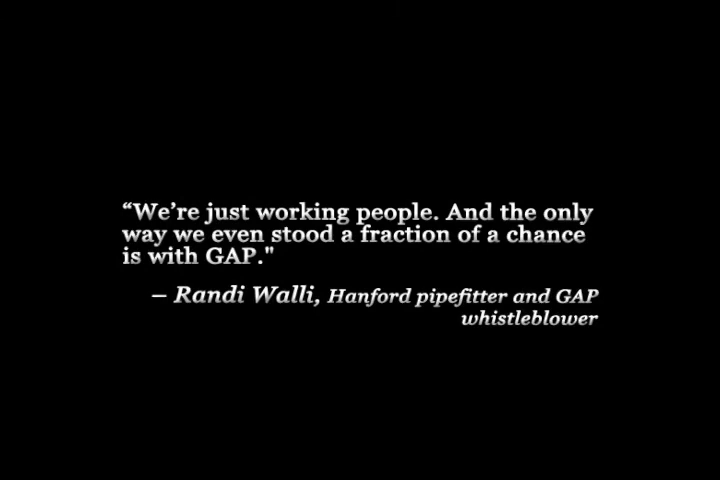 “We’re just working people. And the only
way we even stood a fraction of a chance
is with GAP."
– Randi Walli, Hanford pipefitter and GAP
whistleblower